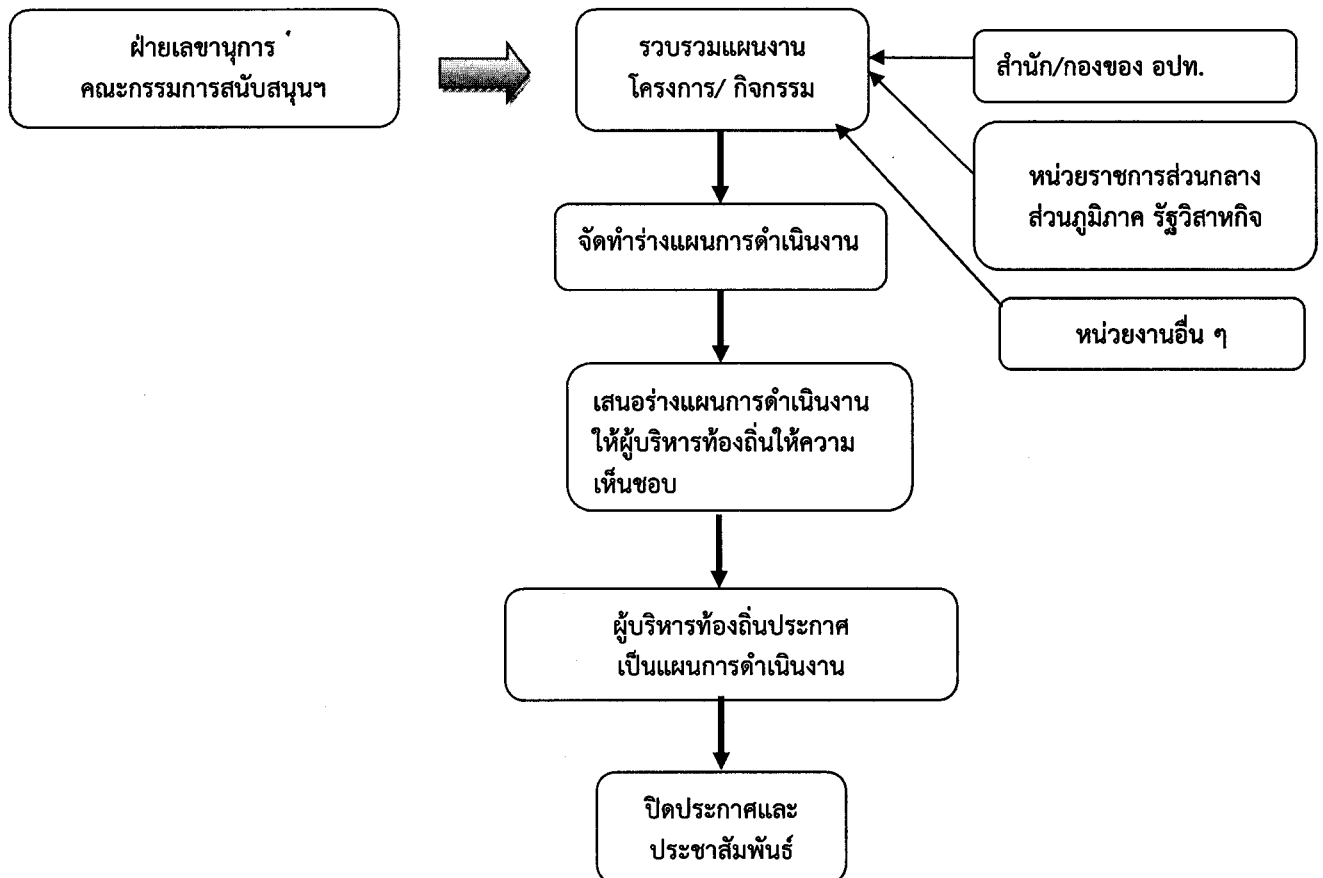 ฝ่ายเลขานุการ
คณะกรรมการสนับสนุนฯ
รวบรวมแผนงาน
โครงการ/ กิจกรรม
สำนัก/กองของ อปท.
หน่วยราชการส่วนกลาง
ส่วนภูมิภาค รัฐวิสาหกิจ
หน่วยงานอื่น ๆ
จัดทำร่างแผนการดำเนินงาน
เสนอร่างแผนการดำเนินงาน
ให้ผู้บริหารท้องถิ่นให้ความ
เห็นชอบ
ผู้บริหารท้องถิ่นประกาศ
เป็นแผนการดำเนินงาน
ปิดประกาศและ
ประชาสัมพันธ์